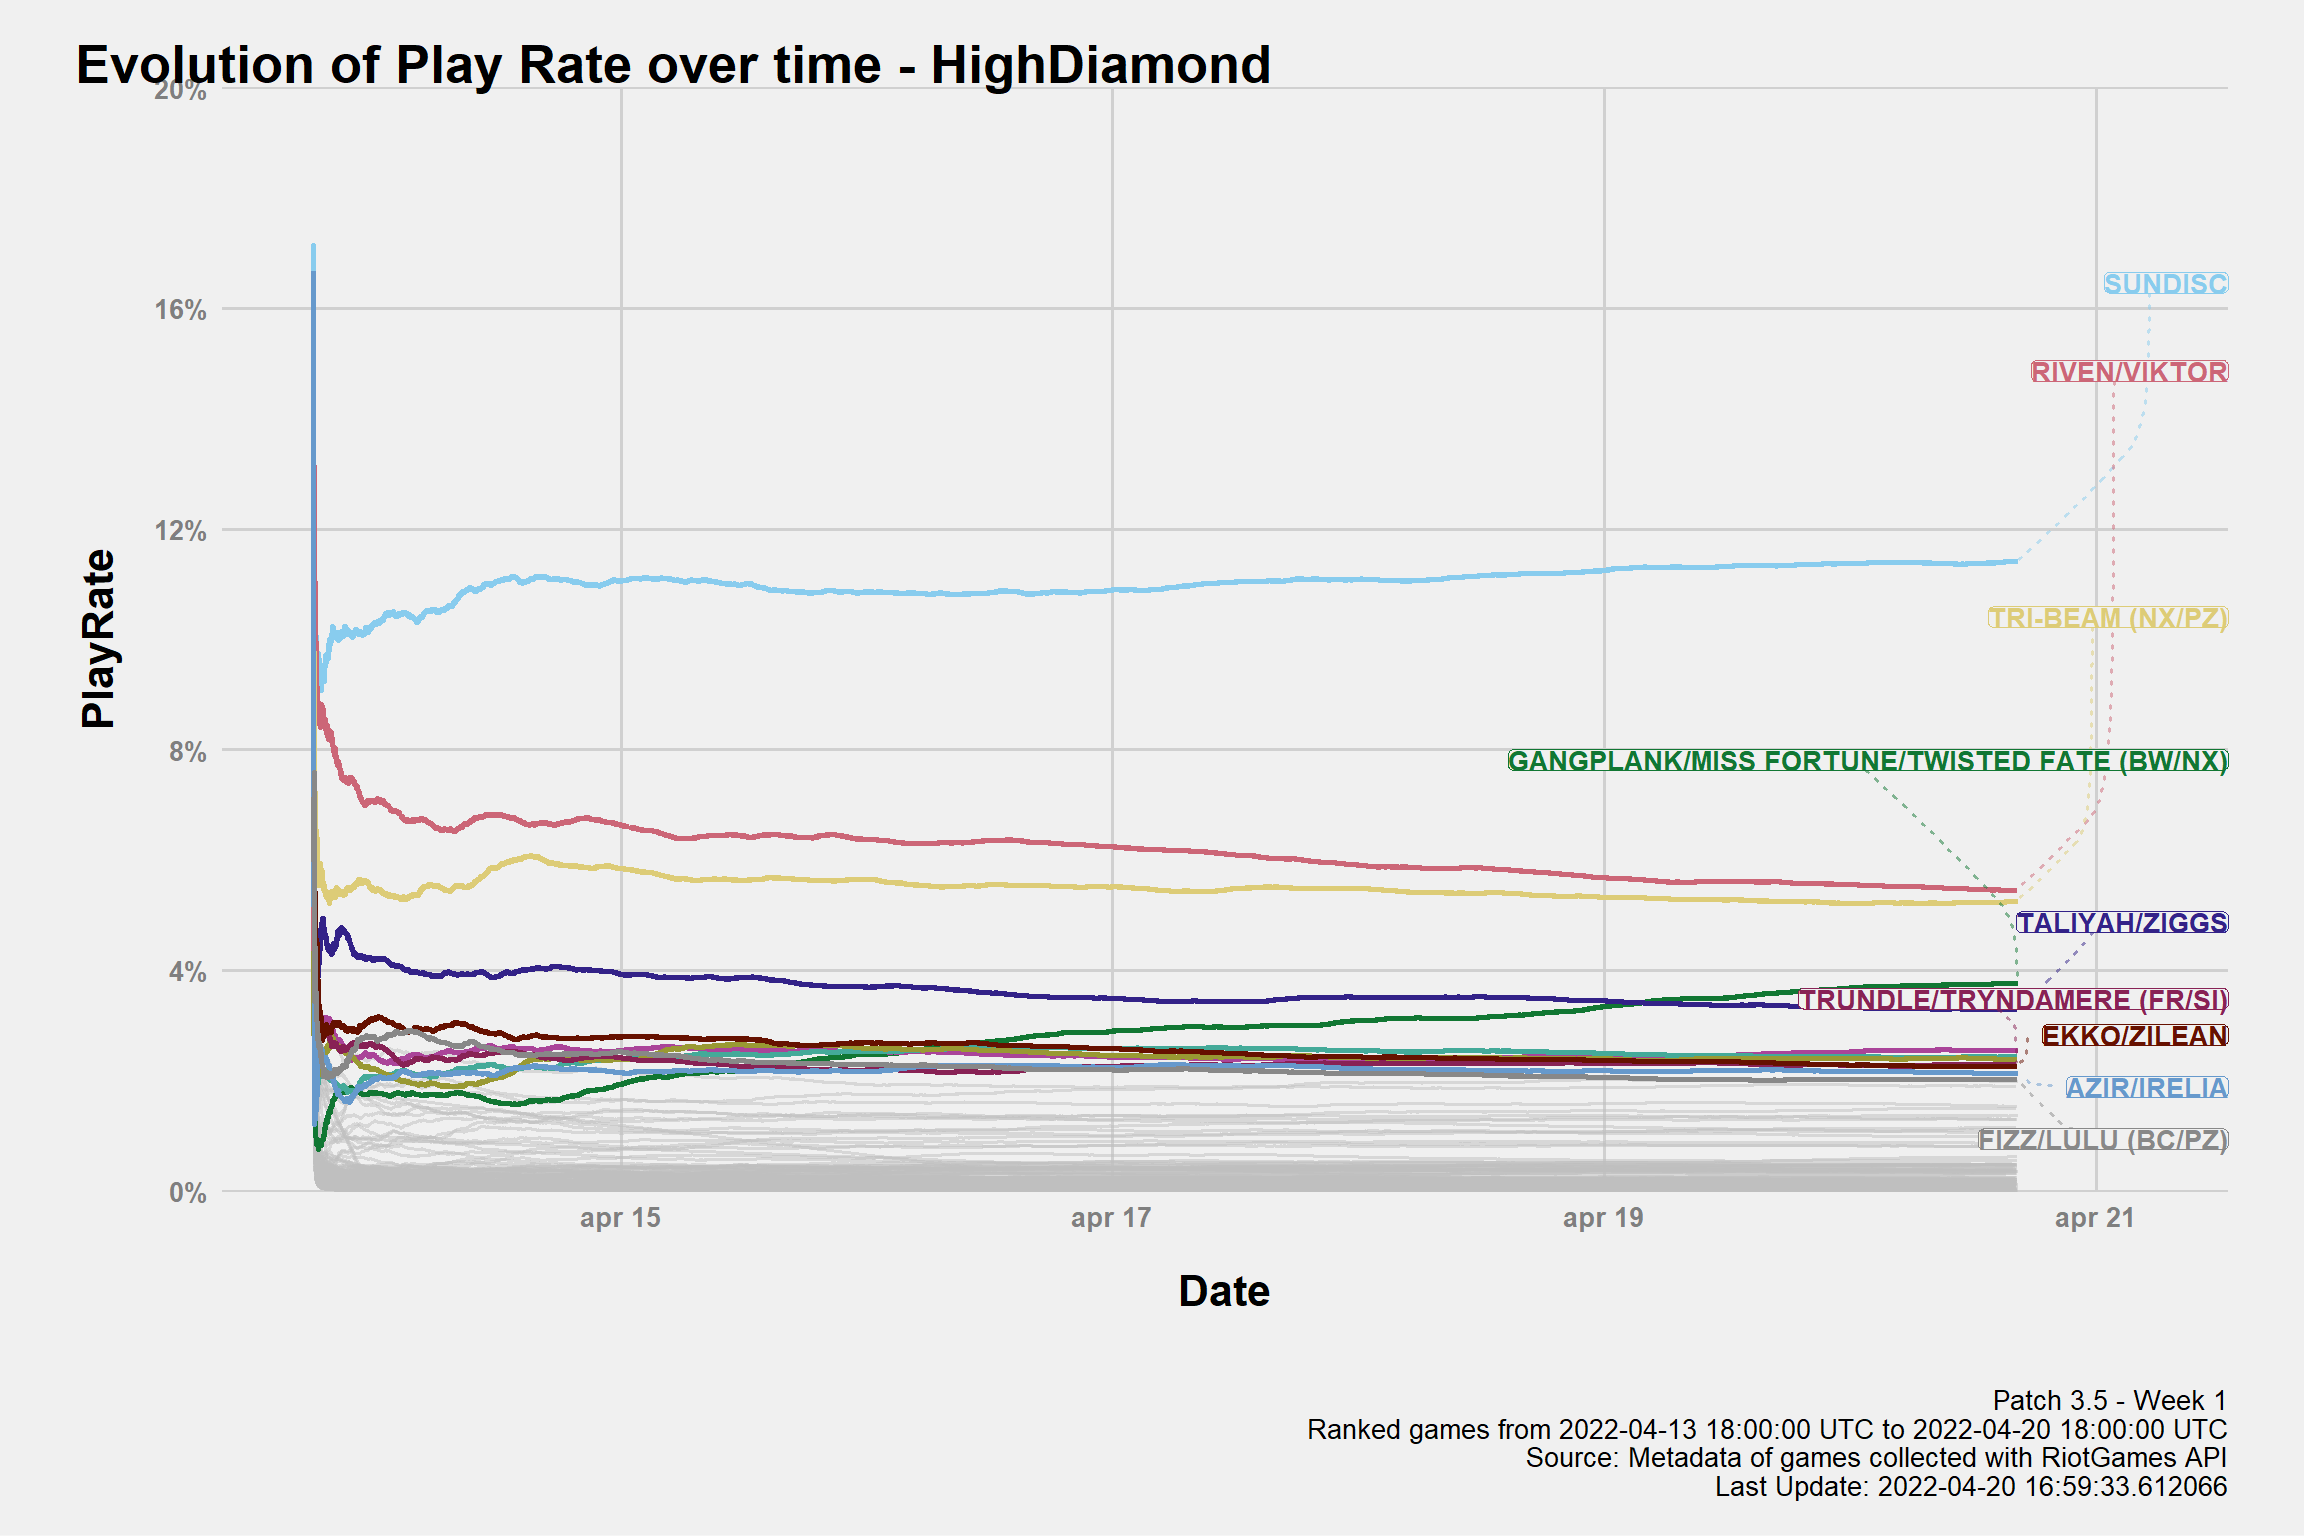 Evolution of Play Rate over time - HighDiamond
20%
16%
12%
8%
4%
0%
PlayRate
SUNDISC
RIVEN/VIKTOR
TRI-BEAM (NX/PZ)
GANGPLANK/MISS FORTUNE/TWISTED FATE (BW/NX)
TALIYAH/ZIGGS
TRUNDLE/TRYNDAMERE (FR/SI)
EKKO/ZILEAN
AZIR/IRELIA
FIZZ/LULU (BC/PZ)
apr 15
apr 17
apr 19
apr 21
Date
Patch 3.5 - Week 1
Ranked games from 2022-04-13 18:00:00 UTC to 2022-04-20 18:00:00 UTC
Source: Metadata of games collected with RiotGames API
Last Update: 2022-04-20 16:59:33.612066